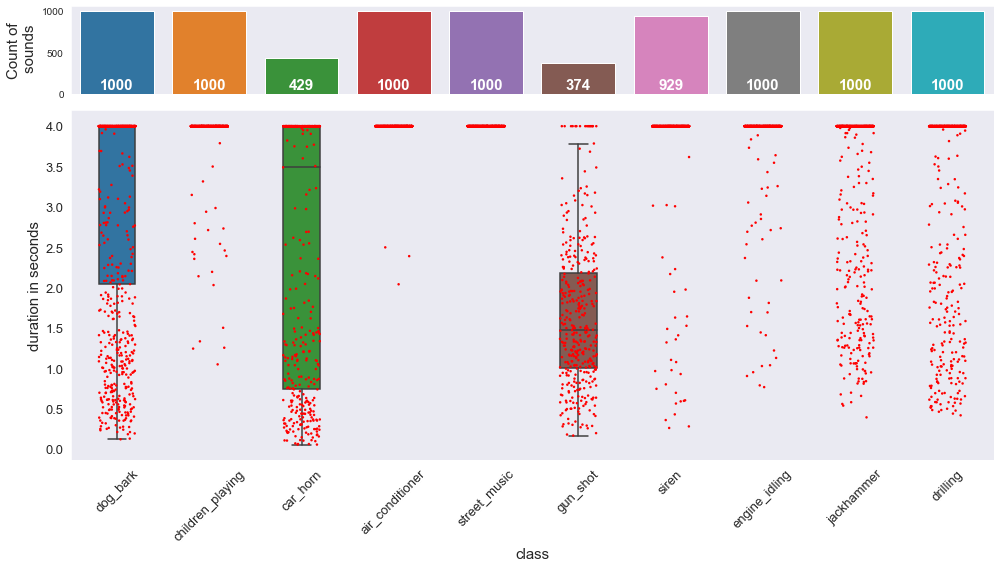 Count of
sounds
1000
500
0
1000
1000
429
1000
1000
374
929
1000
1000
1000
duration in seconds
4.0
3.5
3.0
2.5
2.0
1.5
1.0
0.5
0.0
dog_bark
children_playing
car_horn
air_conditioner
street_music
gun_shot
siren
engine_idling
jackhammer
drilling
class